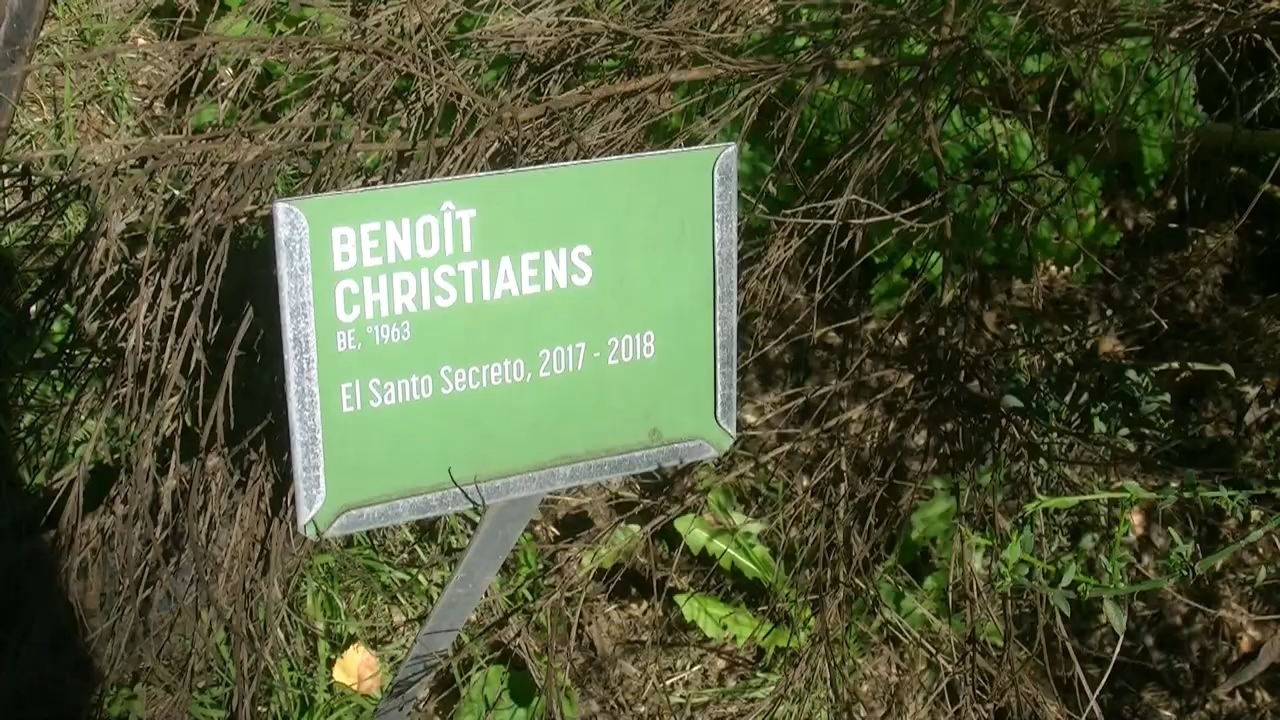 BENOÎT
CHRISTIAENS
BE, °1963
El Santo Secreto, 2017 - 2018